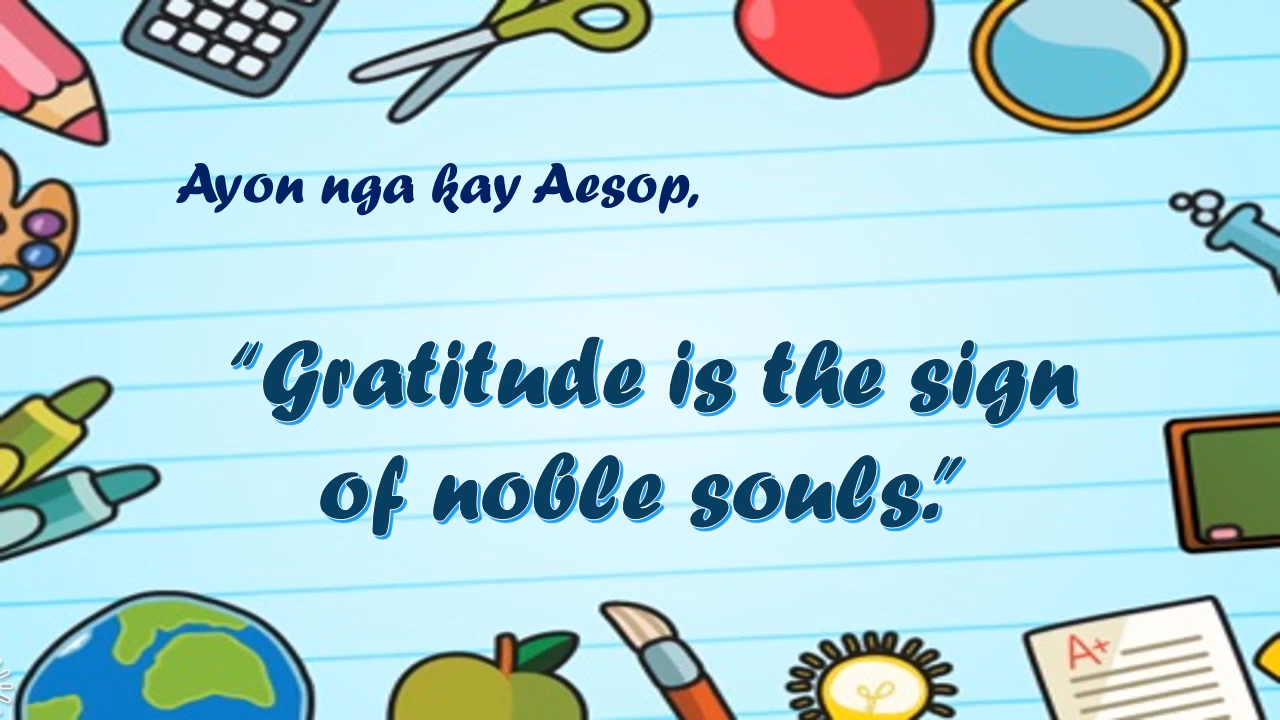 Ayon nga kay Aesop,
“Gratitude is the sign
of noble souls.”
A+